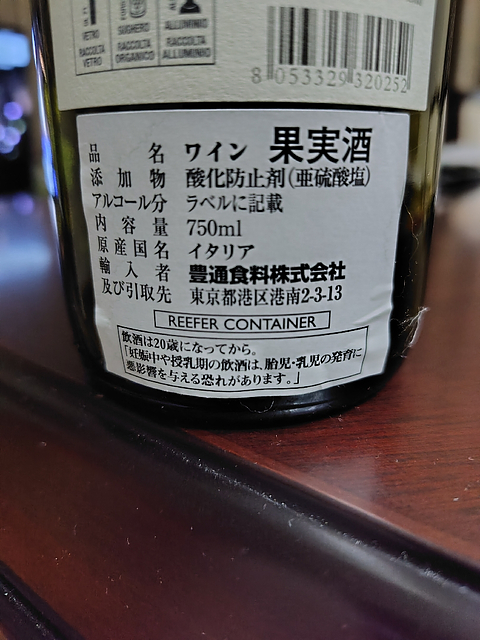 VETRO
RACCOLTA
VETRO
SUGHERO
RACCOLTA
ORGANICO
ALLUMINIO
RACCOLTA
ALLUMINIO
8 053329 320252
品名 ワイン 果実酒
添加物 酸化防止剤(亜硫酸塩)
アルコール分 ラベルに記載
内容量 750ml
原産国名 イタリア
輸入者 豊通食料株式会社
及び引取先 東京都港区港南2-3-13
REEFER CONTAINER
飲酒は20歳になってから。
「妊娠中や授乳期の飲酒は、胎児・乳児の発育に
悪影響を与える恐れがあります。」